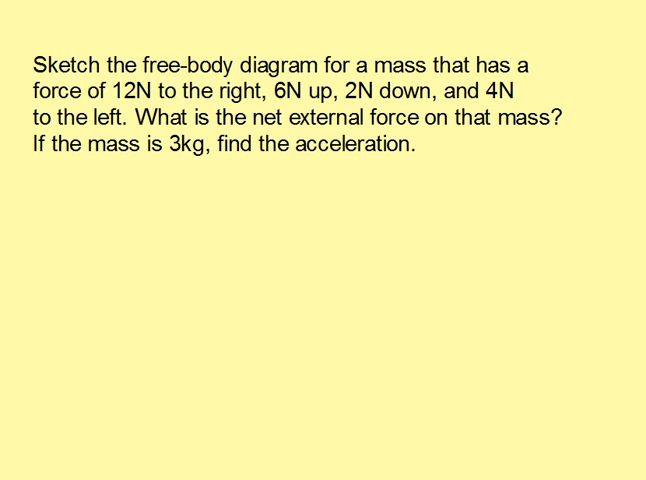 Sketch the free-body diagram for a mass that has a
force of 12N to the right, 6N up, 2N down, and 4N
to the left. What is the net external force on that mass?
If the mass is 3kg, find the acceleration.